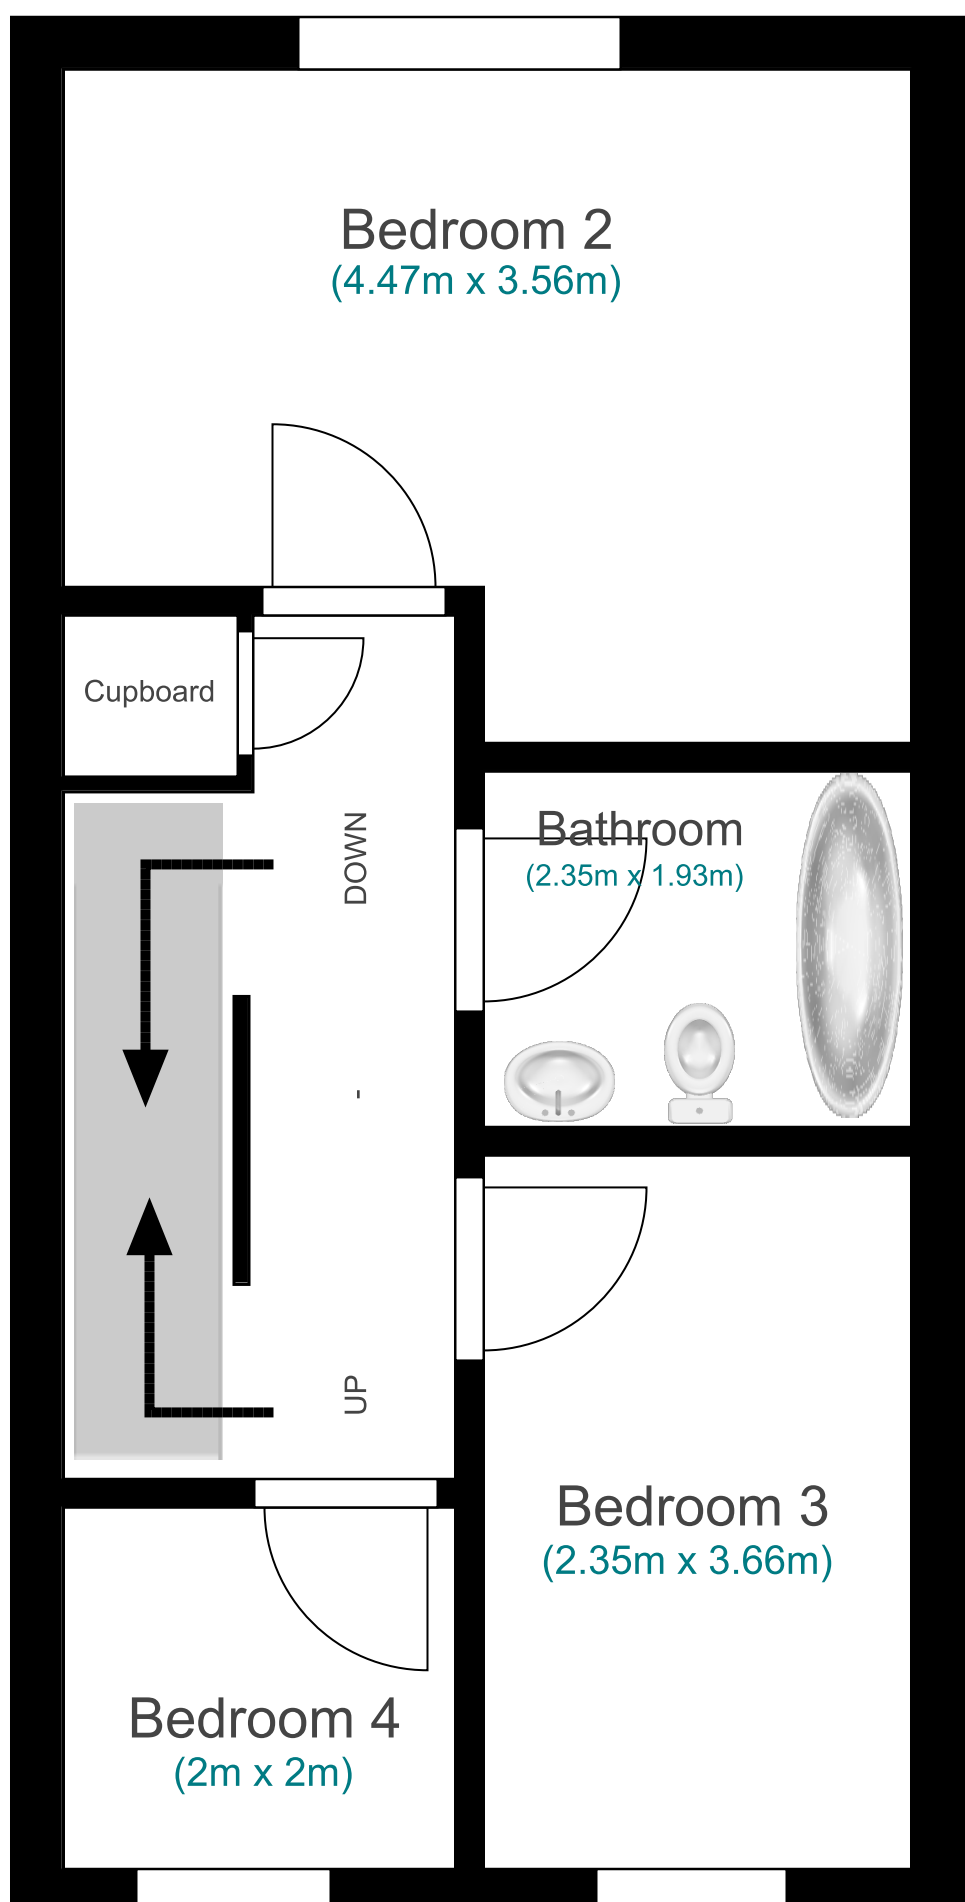 Bedroom 2
(4.47m x 3.56m)
Cupboard
Bathroom
(2.35m x 1.93m)
DOWN
-
UP
Bedroom 3
(2.35m x 3.66m)
Bedroom 4
(2m x 2m)